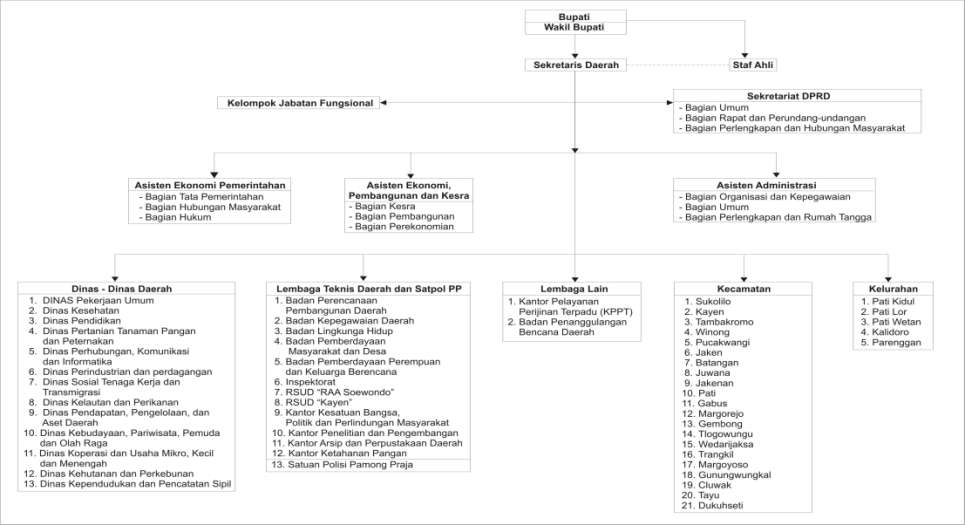 Bupati
Wakil Bupati
Sekretaris Daerah
Staf Ahli
Kelompok Jabatan Fungsional
Sekretariat DPRD
- Bagian Umum
- Bagian Rapat dan Perundang-undangan
- Bagian Perlengkapan dan Hubungan Masyarakat
Asisten Ekonomi Pemerintahan
- Bagian Tata Pemerintahan
- Bagian Hubungan Masyarakat
- Bagian Hukum
Asisten Ekonomi,
Pembangunan dan Kesra
- Bagian Kesra
- Bagian Pembangunan
- Bagian Perekonomian
Asisten Administrasi
- Bagian Organisasi dan Kepegawaian
- Bagian Umum
- Bagian Perlengkapan dan Rumah Tangga
Dinas - Dinas Daerah
1. DINAS Pekerjaan Umum
2. Dinas Kesehatan
3. Dinas Pendidikan
4. Dinas Pertanian Tanaman Pangan
dan Peternakan
5. Dinas Perhubungan, Komunikasi
dan Informatika
6. Dinas Perindustrian dan perdagangan
7. Dinas Sosial Tenaga Kerja dan
Transmigrasi
8. Dinas Kelautan dan Perikanan
9. Dinas Pendapatan, Pengelolaan, dan
Aset Daerah
10. Dinas Kebudayaan, Pariwisata, Pemuda
dan Olah Raga
11. Dinas Koperasi dan Usaha Mikro, Kecil
dan Menengah
12. Dinas Kehutanan dan Perkebunan
13. Dinas Kependudukan dan Pencatatan Sipil
Lembaga Teknis Daerah dan Satpol PP
1. Badan Perencanaan
Pembangunan Daerah
2. Badan Kepegawaian Daerah
3. Badan Lingkunga Hidup
4. Badan Pemberdayaan
Masyarakat dan Desa
5. Badan Pemberdayaan Perempuan
dan Keluarga Berencana
6. Inspektorat
7. RSUD “RAA Soewondo”
8. RSUD “Kayen”
9. Kantor Kesatuan Bangsa,
Politik dan Perlindungan Masyarakat
10. Kantor Penelitian dan Pengembangan
11. Kantor Arsip dan Perpustakaan Daerah
12. Kantor Ketahanan Pangan
13. Satuan Polisi Pamong Praja
Lembaga Lain
1. Kantor Pelayanan
Perijinan Terpadu (KPPT)
2. Badan Penanggulangan
Bencana Daerah
Kecamatan
1. Sukolilo
2. Kayen
3. Tambakromo
4. Winong
5. Pucakwangi
6. Jaken
7. Batangan
8. Juwana
9. Jakenan
10. Pati
11. Gabus
12. Margorejo
13. Gembong
14. Tlogowungu
15. Wedarijaksa
16. Trangkil
17. Margoyoso
18. Gunungwungkal
19. Cluwak
20. Tayu
21. Dukuhseti
Kelurahan
1. Pati Kidul
2. Pati Lor
3. Pati Wetan
4. Kalidoro
5. Parenggan